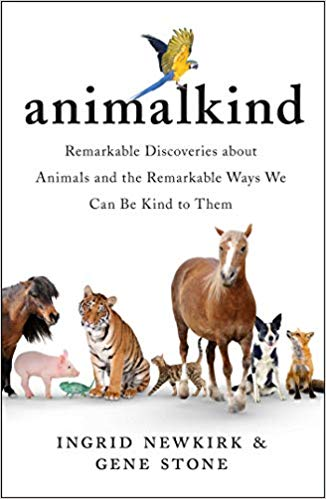 animalkind
Remarkable Discoveries about
Animals and the Remarkable Ways We
Can Be Kind to Them
INGRID NEWKIRK &
GENE STONE